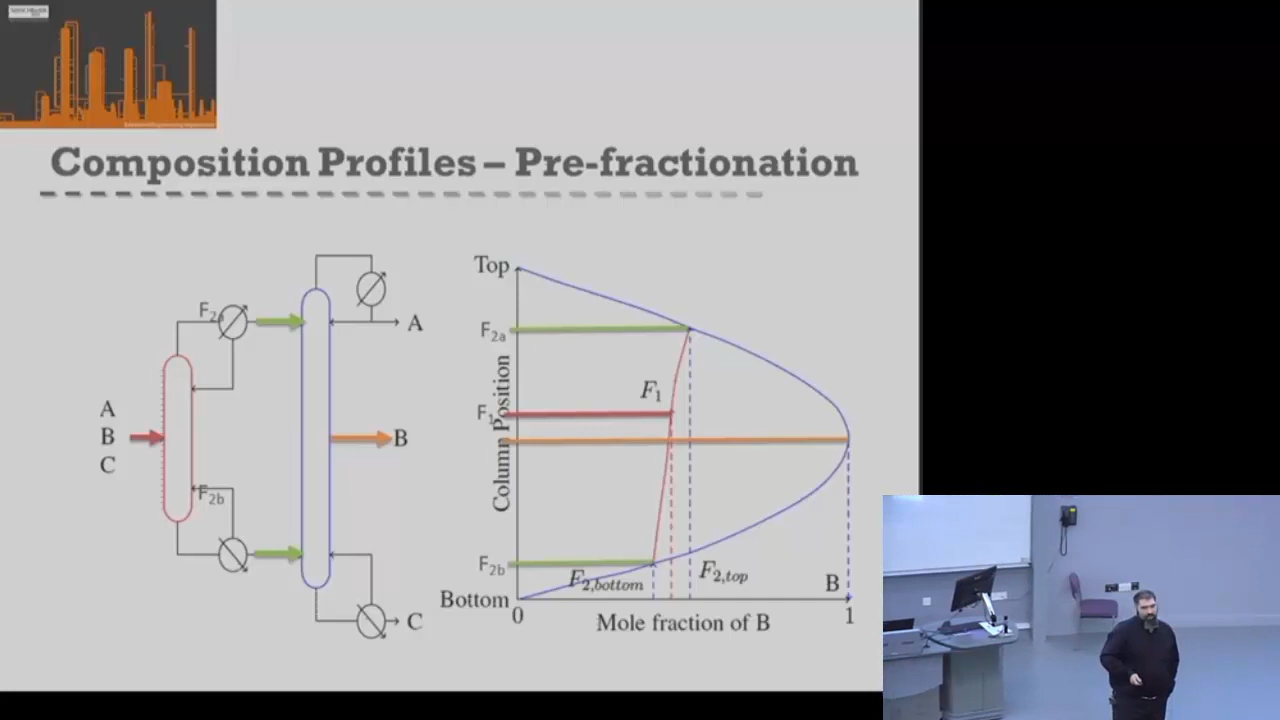 Composition Profiles – Pre-fractionation
F2a
A
A
B
C
B
F2b
C
Top
F2a
F1
F1
Column Position
F2b
F2,bottom
F2,top
B
Bottom
0
1
Mole fraction of B